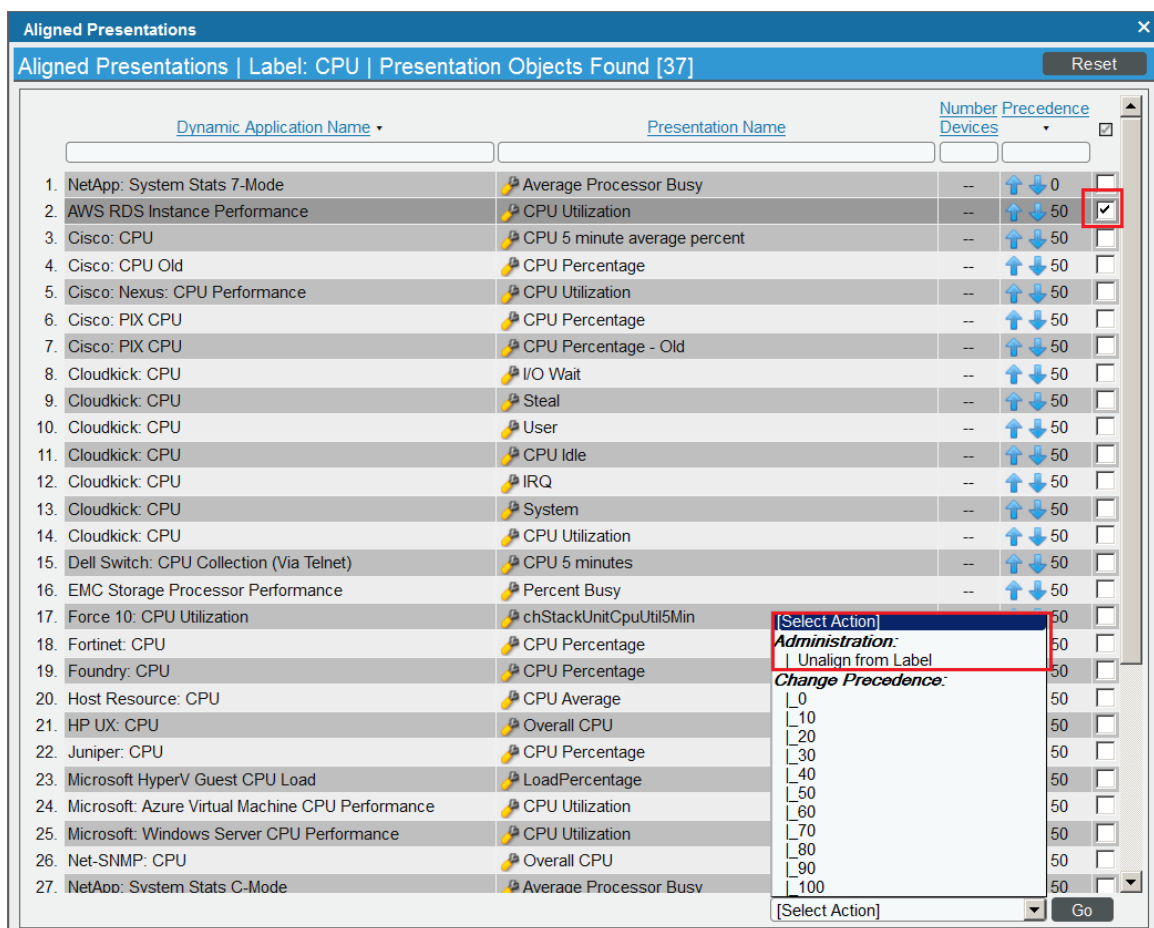 Aligned Presentations
Aligned Presentations | Label: CPU | Presentation Objects Found [37] Reset
Dynamic Application Name Presentation Name Number Devices Precedence
1. NetApp: System Stats 7-Mode Average Processor Busy -- 0
2. AWS RDS Instance Performance CPU Utilization -- 50
3. Cisco: CPU CPU 5 minute average percent -- 50
4. Cisco: CPU Old CPU Percentage -- 50
5. Cisco: Nexus: CPU Performance CPU Utilization -- 50
6. Cisco: PIX CPU CPU Percentage -- 50
7. Cisco: PIX CPU CPU Percentage - Old -- 50
8. Cloudkick: CPU I/O Wait -- 50
9. Cloudkick: CPU Steal -- 50
10. Cloudkick: CPU User -- 50
11. Cloudkick: CPU CPU Idle -- 50
12. Cloudkick: CPU IRQ -- 50
13. Cloudkick: CPU System -- 50
14. Cloudkick: CPU CPU Utilization -- 50
15. Dell Switch: CPU Collection (Via Telnet) CPU 5 minutes -- 50
16. EMC Storage Processor Performance Percent Busy -- 50
17. Force 10: CPU Utilization chStackUnitCpuUtil5Min 50
18. Fortinet: CPU CPU Percentage 50
19. Foundry: CPU CPU Percentage 50
20. Host Resource: CPU CPU Average 50
21. HP UX: CPU Overall CPU 50
22. Juniper: CPU CPU Percentage 50
23. Microsoft HyperV Guest CPU Load LoadPercentage 50
24. Microsoft: Azure Virtual Machine CPU Performance CPU Utilization 50
25. Microsoft: Windows Server CPU Performance CPU Utilization 50
26. Net-SNMP: CPU Overall CPU 50
27. NetApp: System Stats C-Mode Average Processor Busy 50
[Select Action]
Administration:
| Unalign from Label
Change Precedence:
|_0
|_10
|_20
|_30
|_40
|_50
|_60
|_70
|_80
|_90
|_100
[Select Action] Go